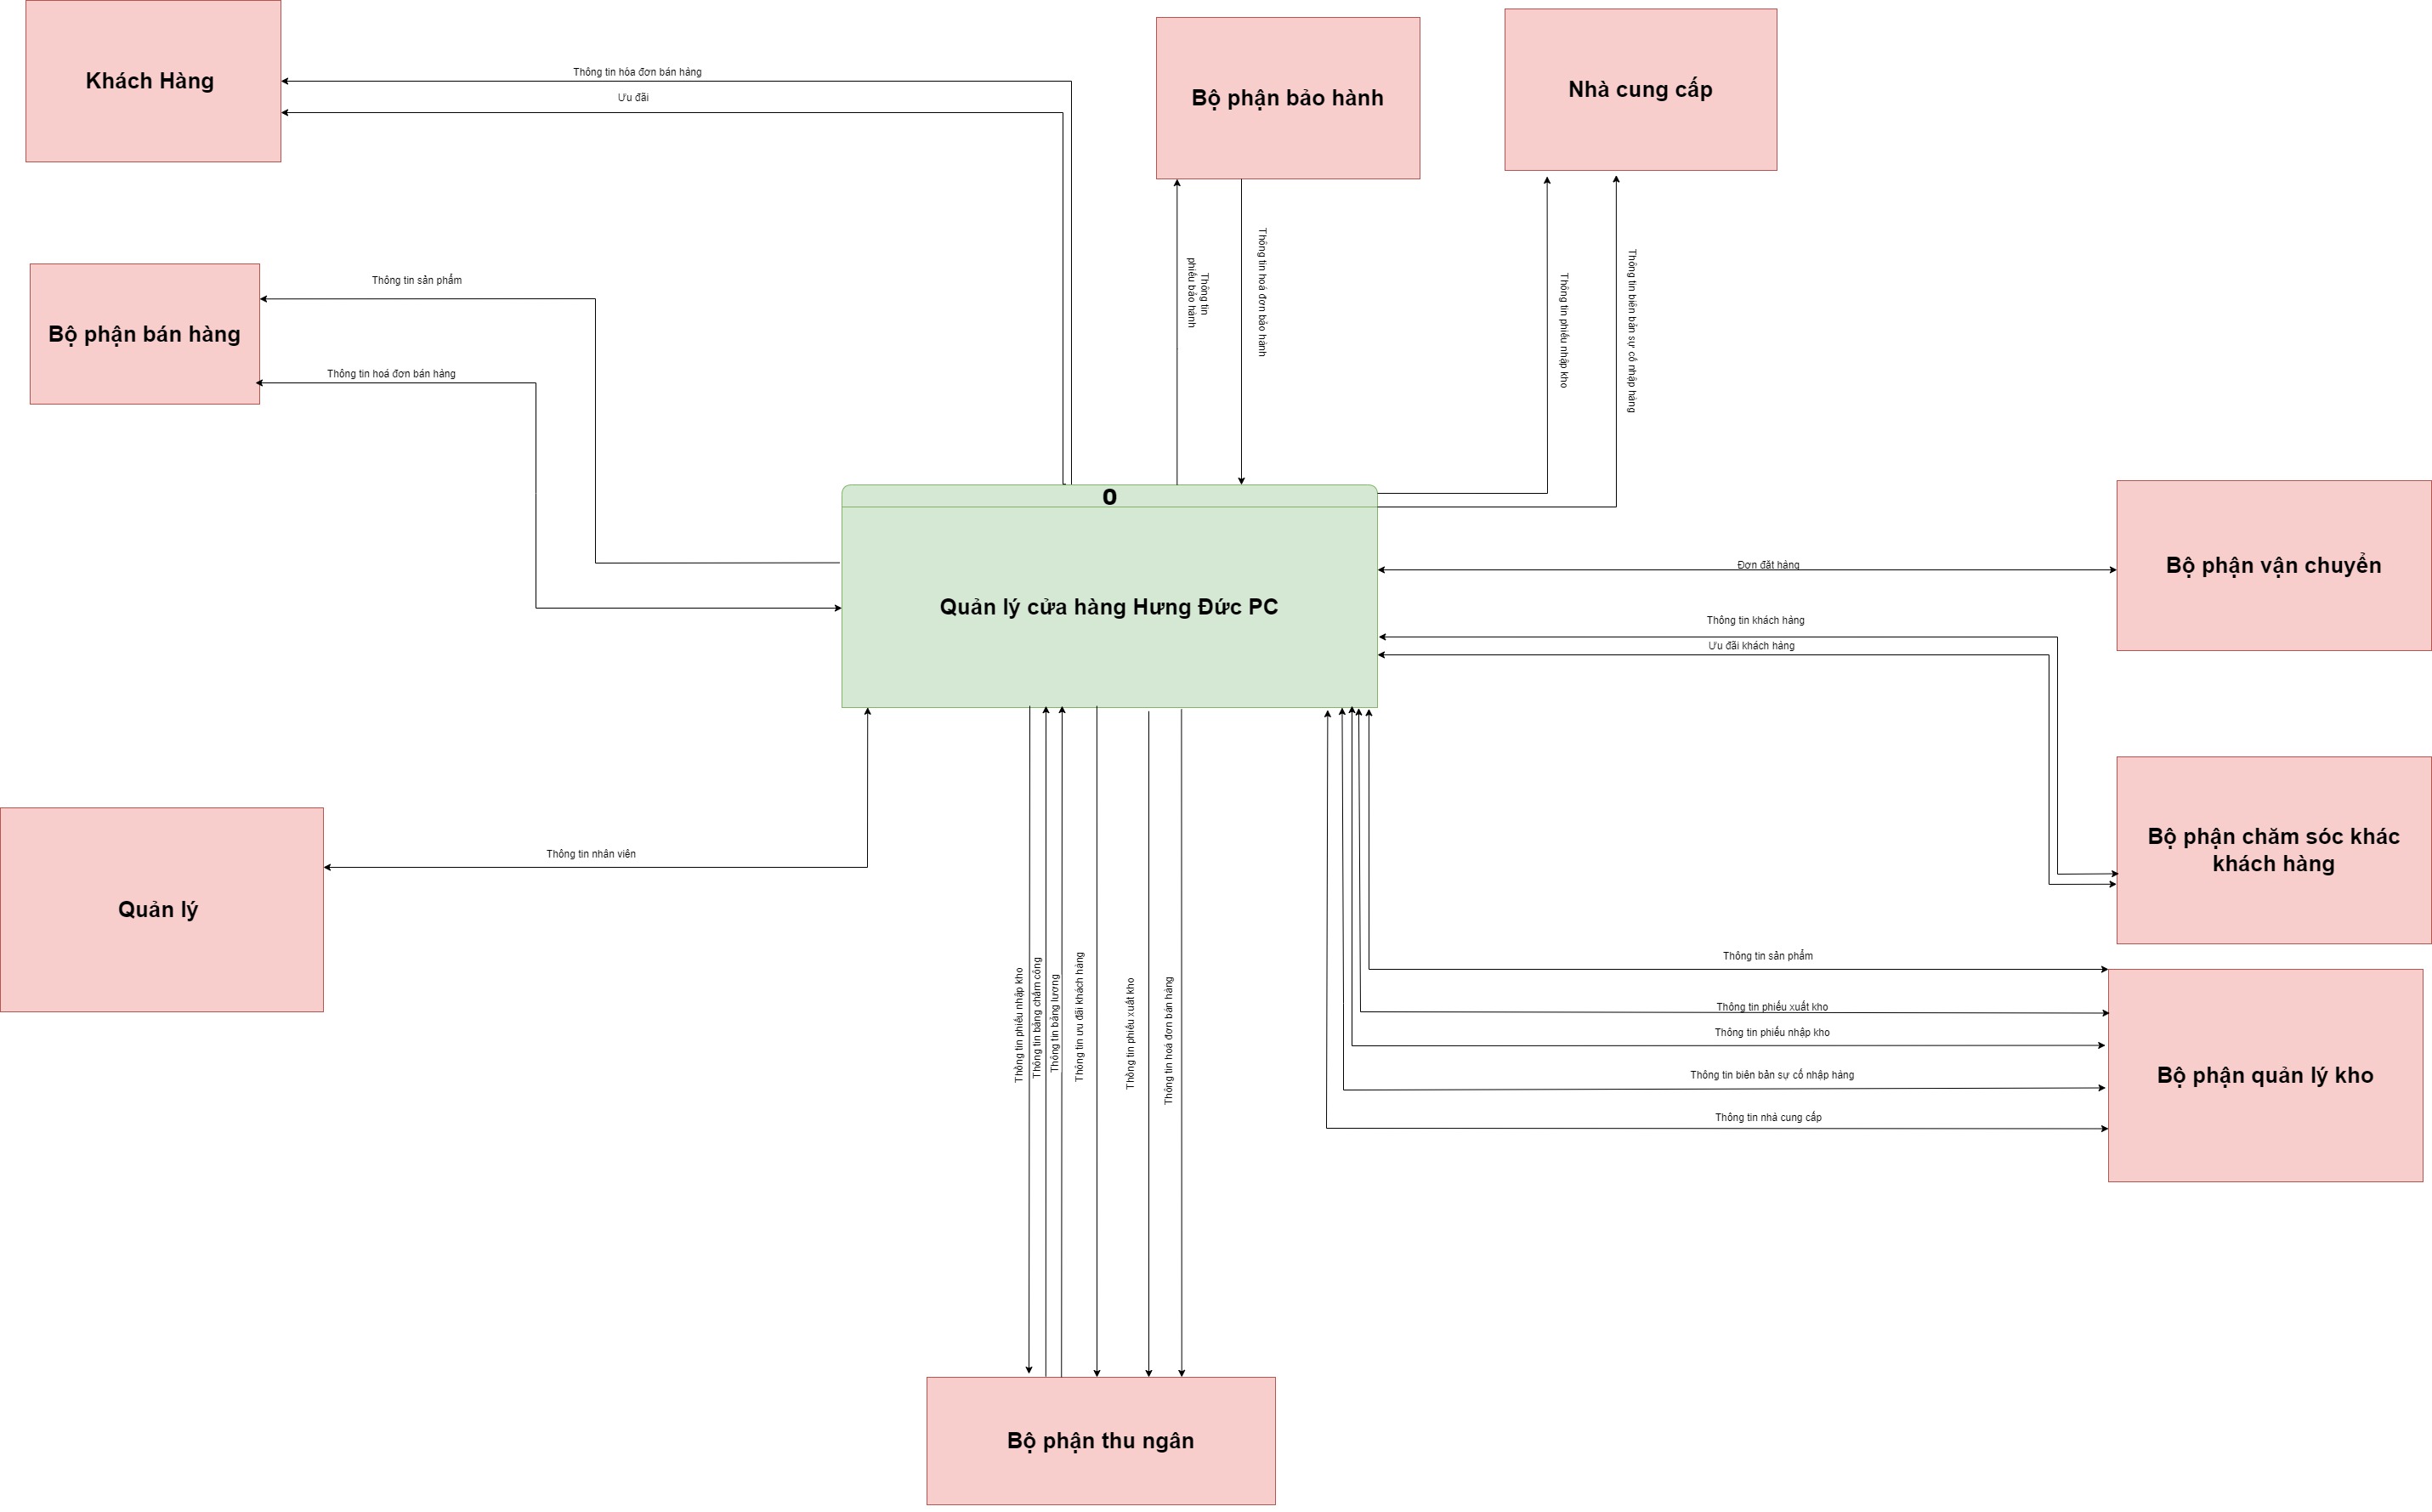 Khách Hàng
Thông tin hóa đơn bán hàng
Ưu đãi
Bộ phận bảo hành
Nhà cung cấp
Bộ phận bán hàng
Thông tin sản phẩm
Thông tin hoá đơn bán hàng
Thông tin
phiếu bảo hành
Thông tin hoá đơn bảo hành
Thông tin phiếu nhập kho
Thông tin biên bản sự cố nhập hàng
0
Quản lý cửa hàng Hưng Đức PC
Đơn đặt hàng
Bộ phận vận chuyển
Thông tin khách hàng
Ưu đãi khách hàng
Bộ phận chăm sóc khác
khách hàng
Quản lý
Thông tin nhân viên
Thông tin phiếu nhập kho
Thông tin bảng chấm công
Thông tin bảng lương
Thông tin ưu đãi khách hàng
Thông tin phiếu xuất kho
Thông tin hoá đơn bán hàng
Thông tin sản phẩm
Thông tin phiếu xuất kho
Thông tin phiếu nhập kho
Thông tin biên bản sự cố nhập hàng
Thông tin nhà cung cấp
Bộ phận quản lý kho
Bộ phận thu ngân